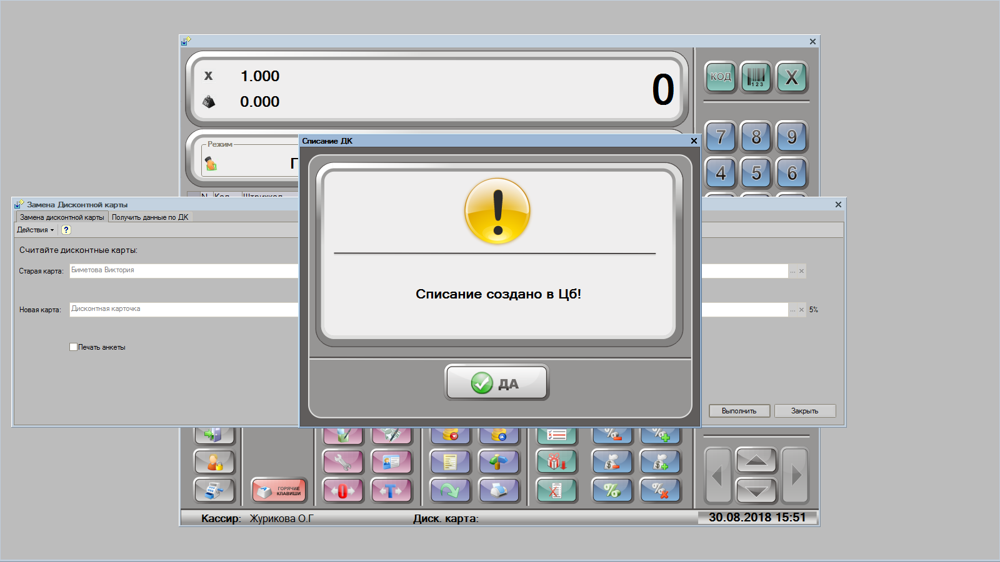 X 1.000
0.000
0
КОД
123
X
7 8 9
4 5 6
Режим
Списание ДК
Списание создано в Цб!
ДА
Замена Дисконтной карты
Замена дисконтной карты Получить данные по ДК
Действия ?
Считайте дисконтные карты:
Старая карта: Биметова Виктория ...
Новая карта: Дисконтная карточка ... 5%
Печать анкеты
Выполнить Закрыть
ГОРЯЧИЕ
КЛАВИШИ
Кассир: Журикова О.Г Диск. карта: 30.08.2018 15:51